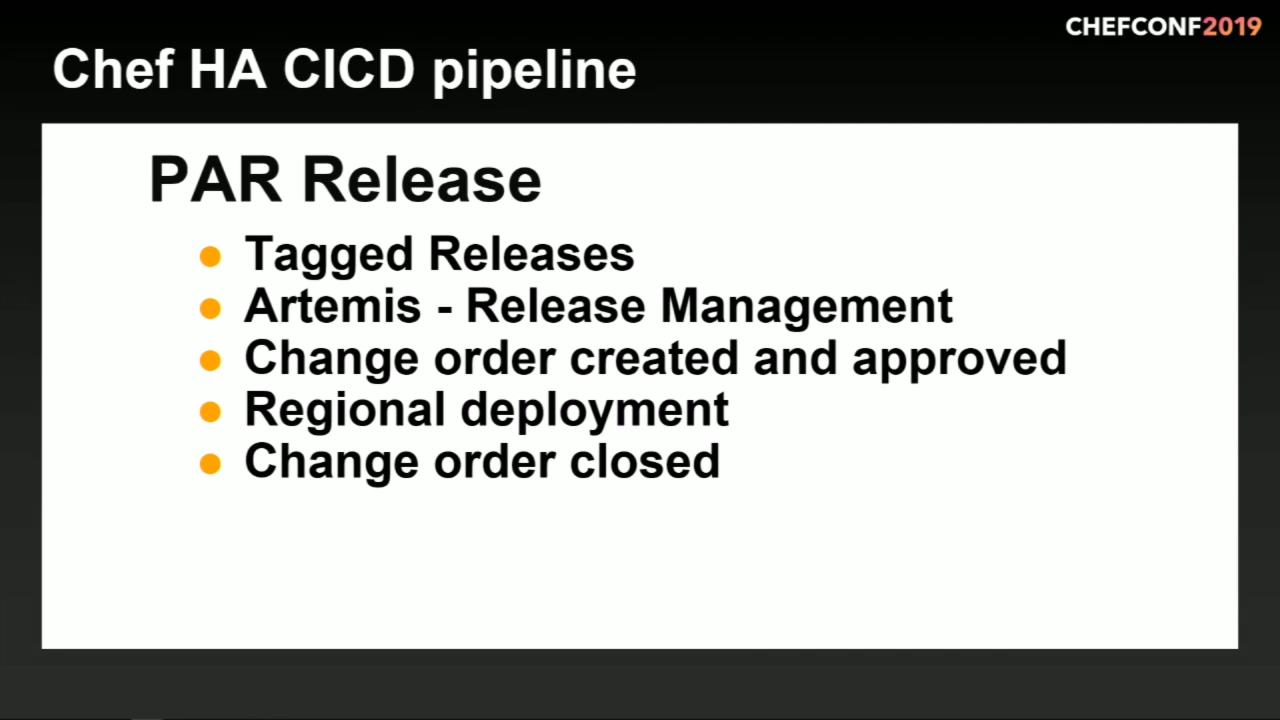 CHEFCONF2019
Chef HA CICD pipeline
PAR Release
Tagged Releases
Artemis - Release Management
Change order created and approved
Regional deployment
Change order closed